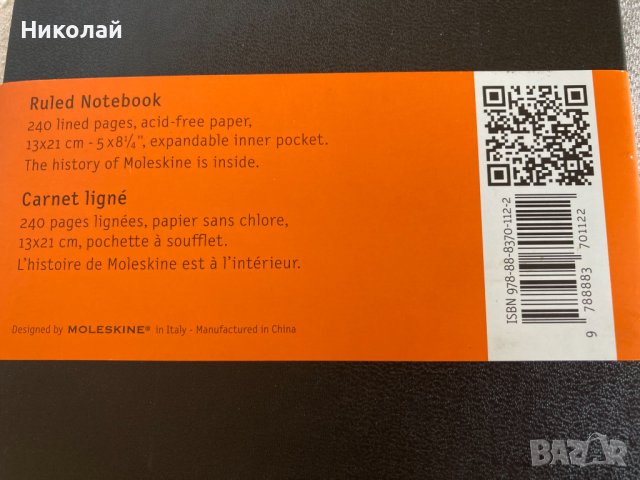 Николай
Ruled Notebook
240 lined pages, acid-free paper,
13x21 cm - 5x8¼", expandable inner pocket.
The history of Moleskine is inside.
Carnet ligné
240 pages lignées, papier sans chlore,
13x21 cm, pochette à soufflet.
L'histoire de Moleskine est à l'intérieur.
Designed by MOLESKINE® in Italy - Manufactured in China
ISBN 978-88-8370-112-2
9 788883 701122
BAZAR